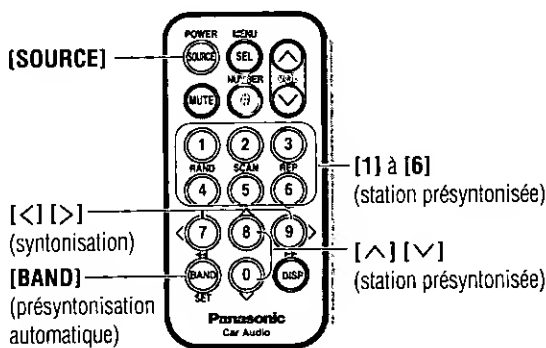 POWER MENU
[SOURCE]
SOURCE SEL
NUMBER
MUTE #
1 2 3
RAND SCAN REP
[1] à [6]
(station présyntonisée)
4 5 6
[<] [>]
(syntonisation)
< 7 8 9 >
[∧] [∨]
(station présyntonisée)
[BAND]
(présyntonisation
automatique)
BAND 0 DISP
SET
Panasonic
Car Audio